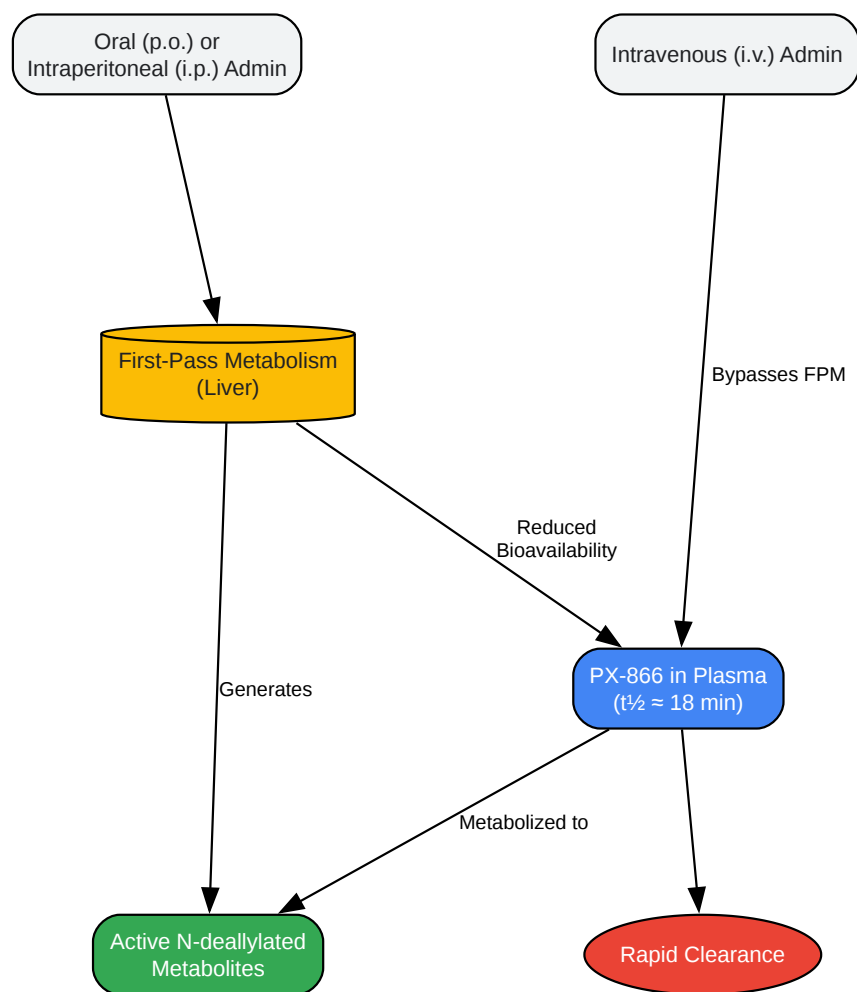 Oral (p.o.) or
Intraperitoneal (i.p.) Admin
Intravenous (i.v.) Admin
First-Pass Metabolism
(Liver)
Bypasses FPM
Reduced
Bioavailability
Generates
PX-866 in Plasma
(t½ ≈ 18 min)
Metabolized to
Active N-deallylated
Metabolites
Rapid Clearance